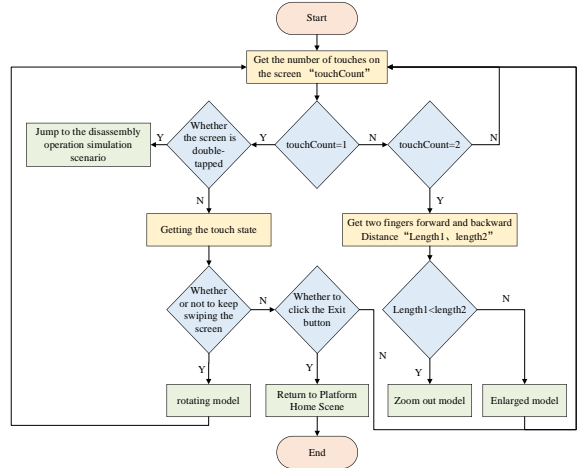 Start
Get the number of touches on
the screen “touchCount”
Whether
the screen is
double-
tapped
Y
Jump to the disassembly
operation simulation
scenario
Y
touchCount=1
N
touchCount=2
N
N
Y
Getting the touch state
Get two fingers forward and backward
Distance “Length1、length2”
Whether
or not to keep
swiping the
screen
N
Whether to
click the Exit
button
Length1<length2
N
N
Y
Y
Y
rotating model
Return to Platform
Home Scene
Zoom out model
Enlarged model
End